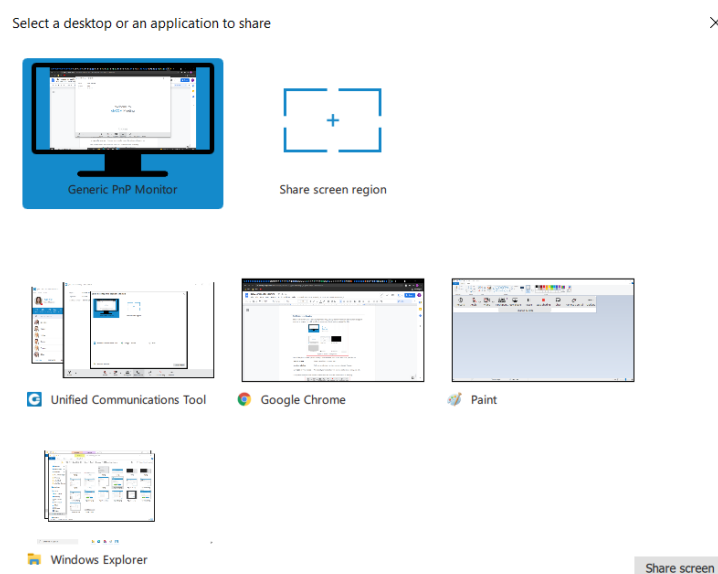 Select a desktop or an application to share
Generic PnP Monitor
Share screen region
Unified Communications Tool
Google Chrome
Paint
Windows Explorer
Share screen